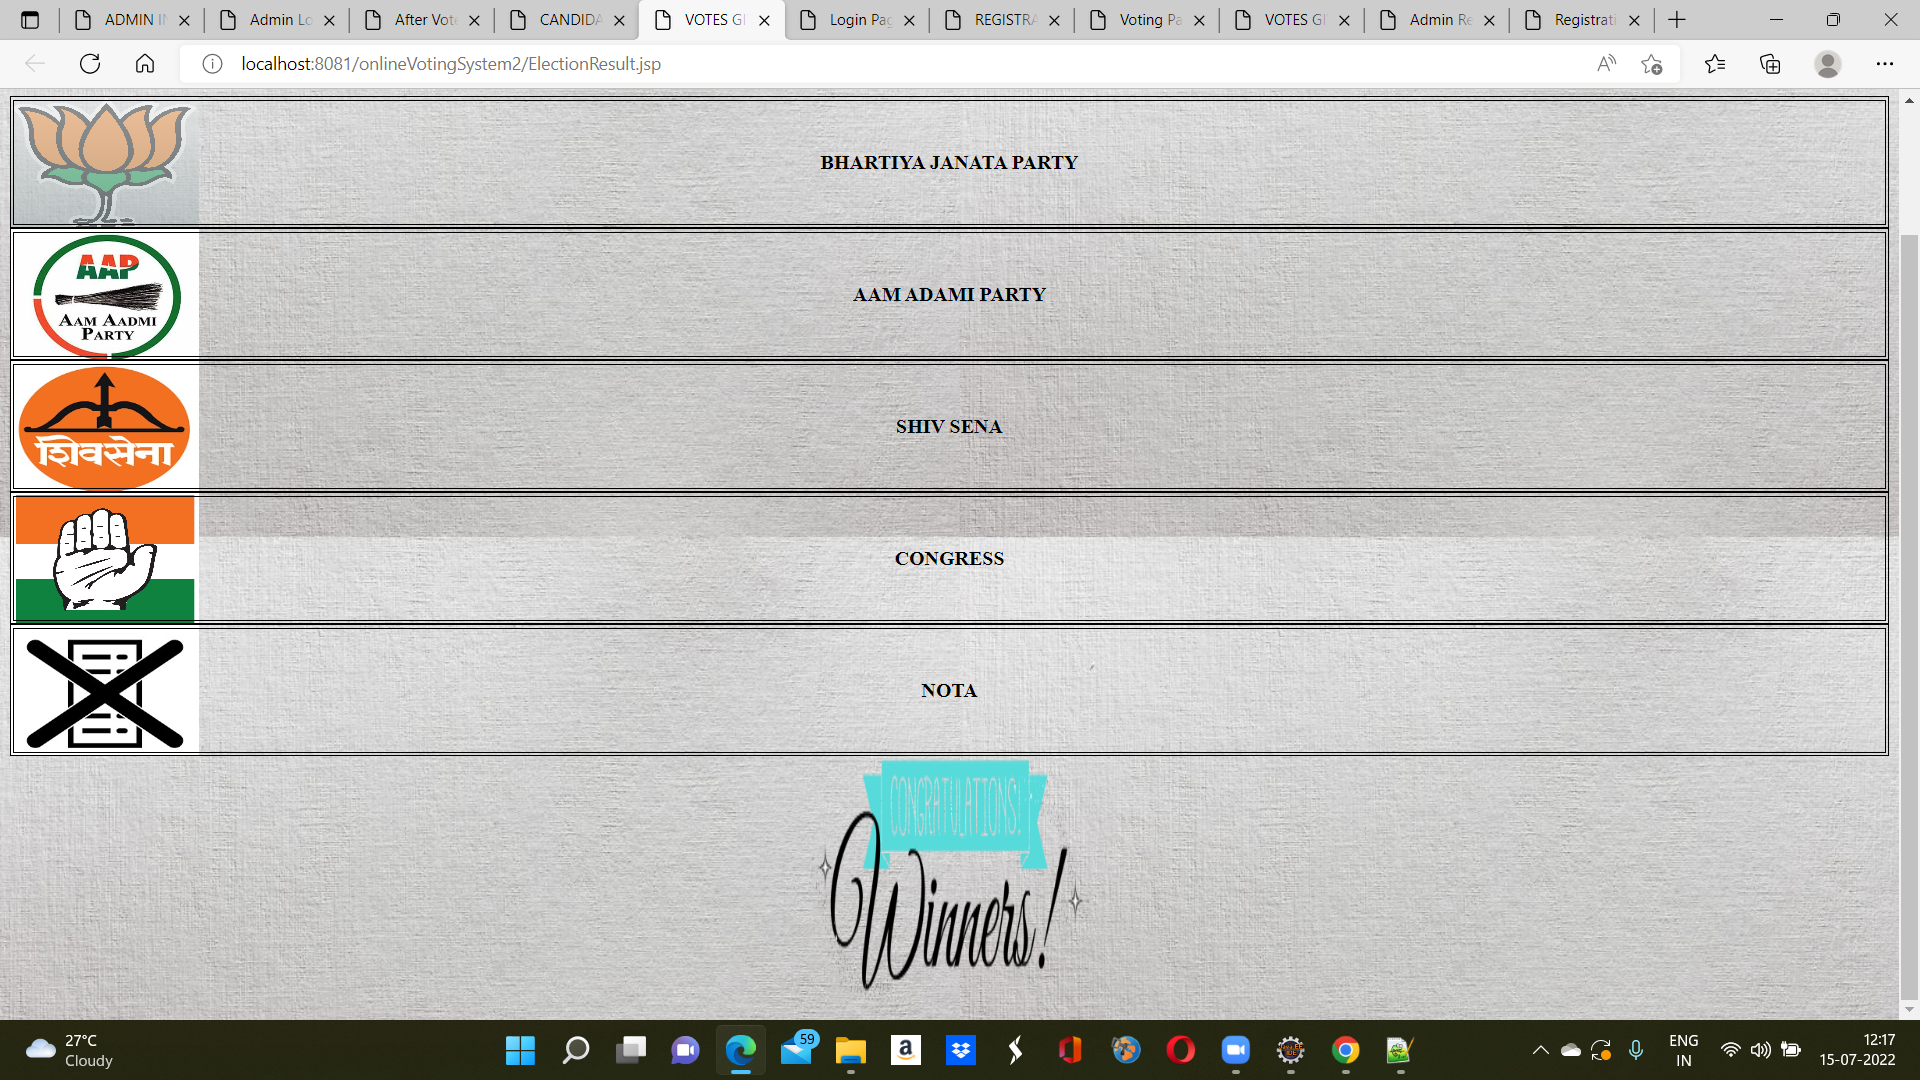 ADMIN I
Admin Lo
After Vote
CANDIDA
VOTES GI
Login Pag
REGISTRA
Voting Pa
VOTES GI
Admin Re
Registrati
localhost:8081/onlineVotingSystem2/ElectionResult.jsp
BHARTIYA JANATA PARTY
AAP
AAM AADMI
PARTY
AAM ADAMI PARTY
शिवसेना
SHIV SENA
CONGRESS
NOTA
CONGRATULATIONS!
Winners!
27°C
Cloudy
59
a
ENG
IN
12:17
15-07-2022